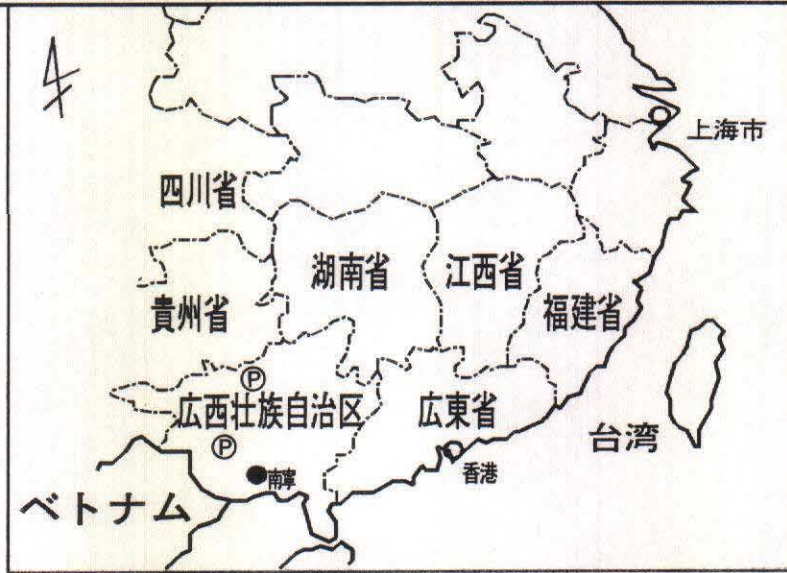 上海市
四川省
湖南省
江西省
貴州省
福建省
Ⓟ
広西壮族自治区
広東省
Ⓟ
台湾
南寧
香港
ベトナム